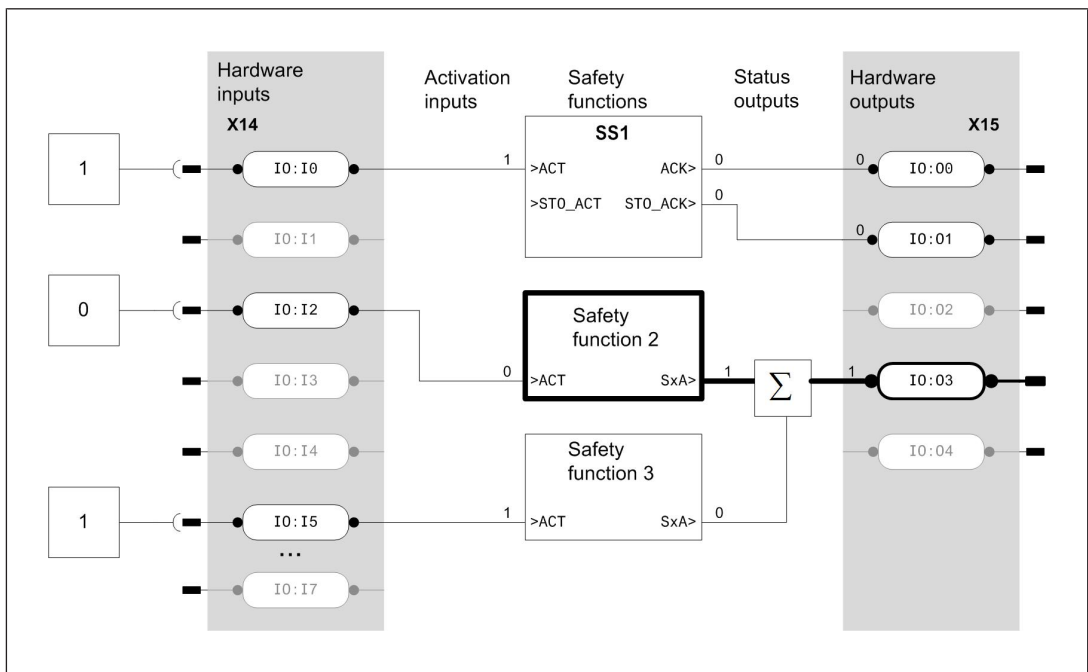 Hardware
inputs
X14
Activation
inputs
Safety
functions
Status
outputs
Hardware
outputs
X15
SS1
1
IO:I0
1
>ACT
ACK>
0
0
IO:O0
>STO_ACT
STO_ACK>
0
IO:I1
0
IO:O1
0
IO:I2
Safety
function 2
IO:O2
IO:I3
0
>ACT
SxA>
1
Σ
1
IO:O3
IO:I4
Safety
function 3
IO:O4
1
IO:I5
1
>ACT
SxA>
0
...
IO:I7